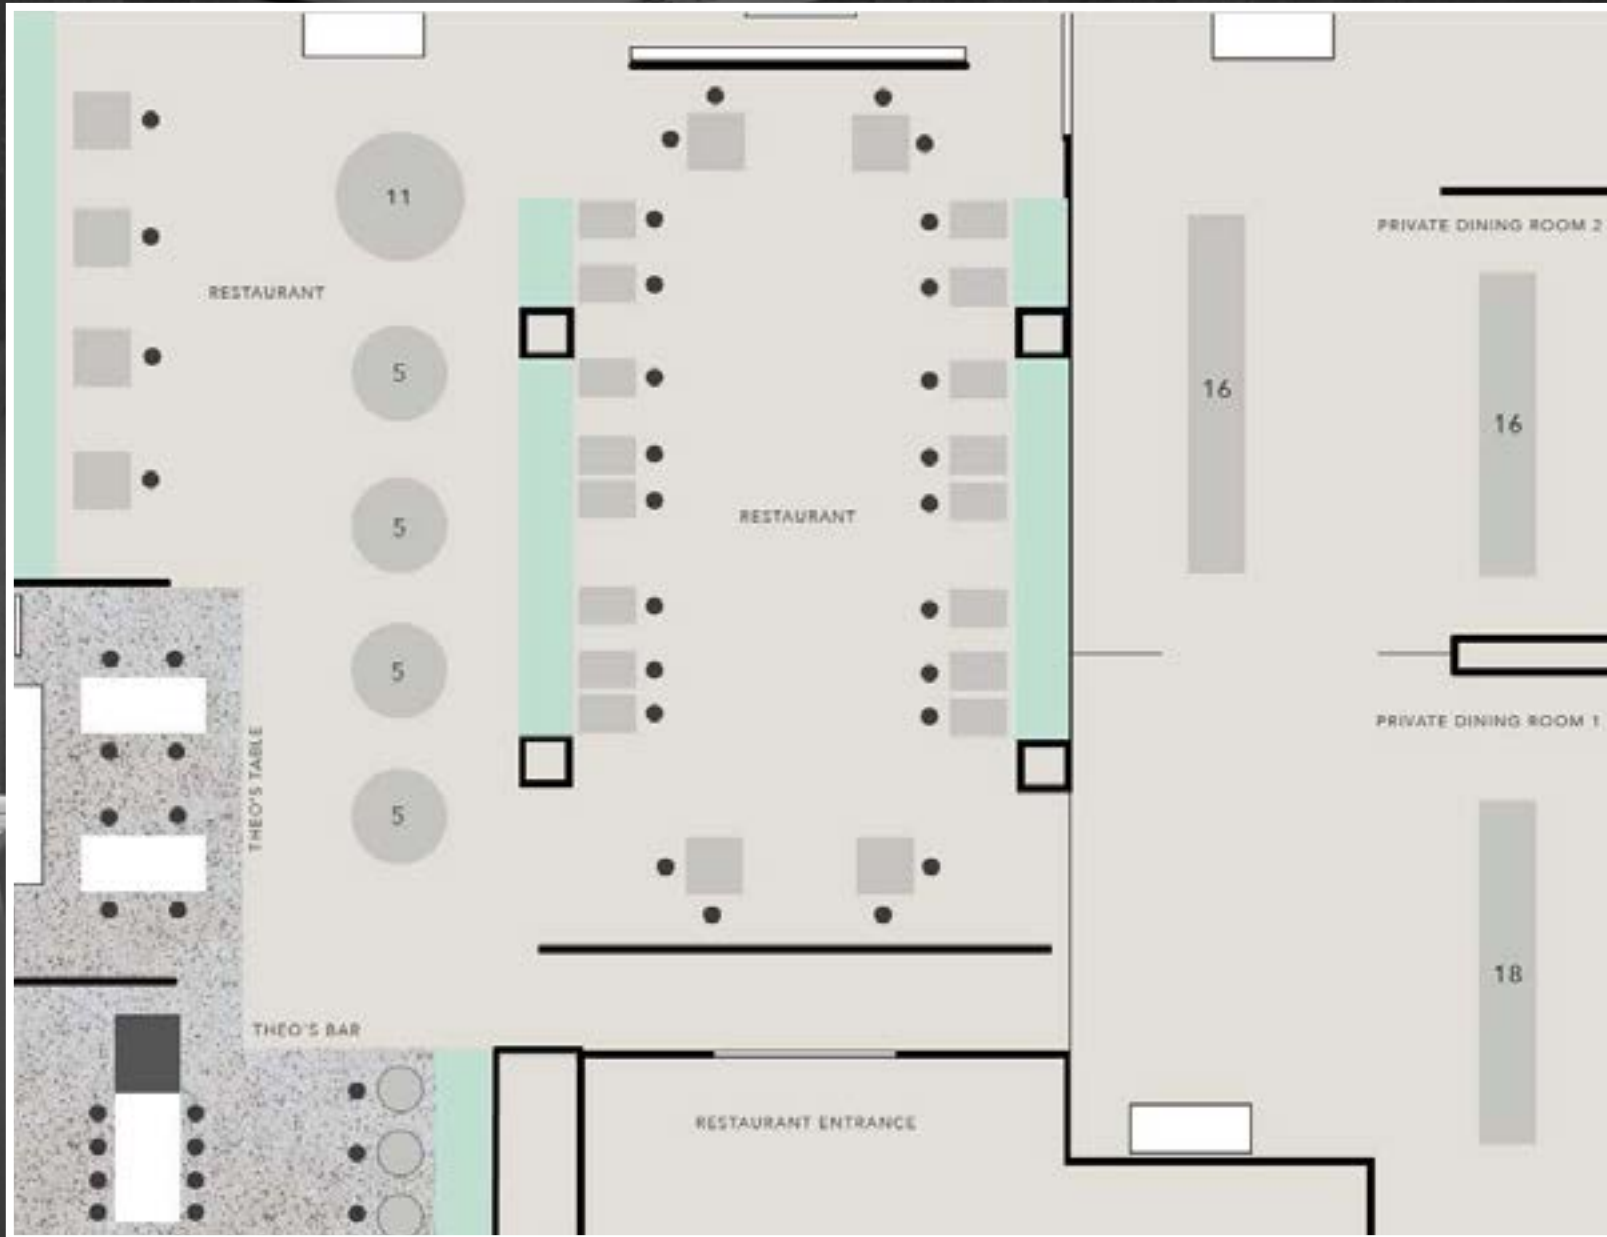 11
RESTAURANT
5
5
5
5
RESTAURANT
PRIVATE DINING ROOM 2
16
16
PRIVATE DINING ROOM 1
18
THEO'S TABLE
THEO'S BAR
RESTAURANT ENTRANCE